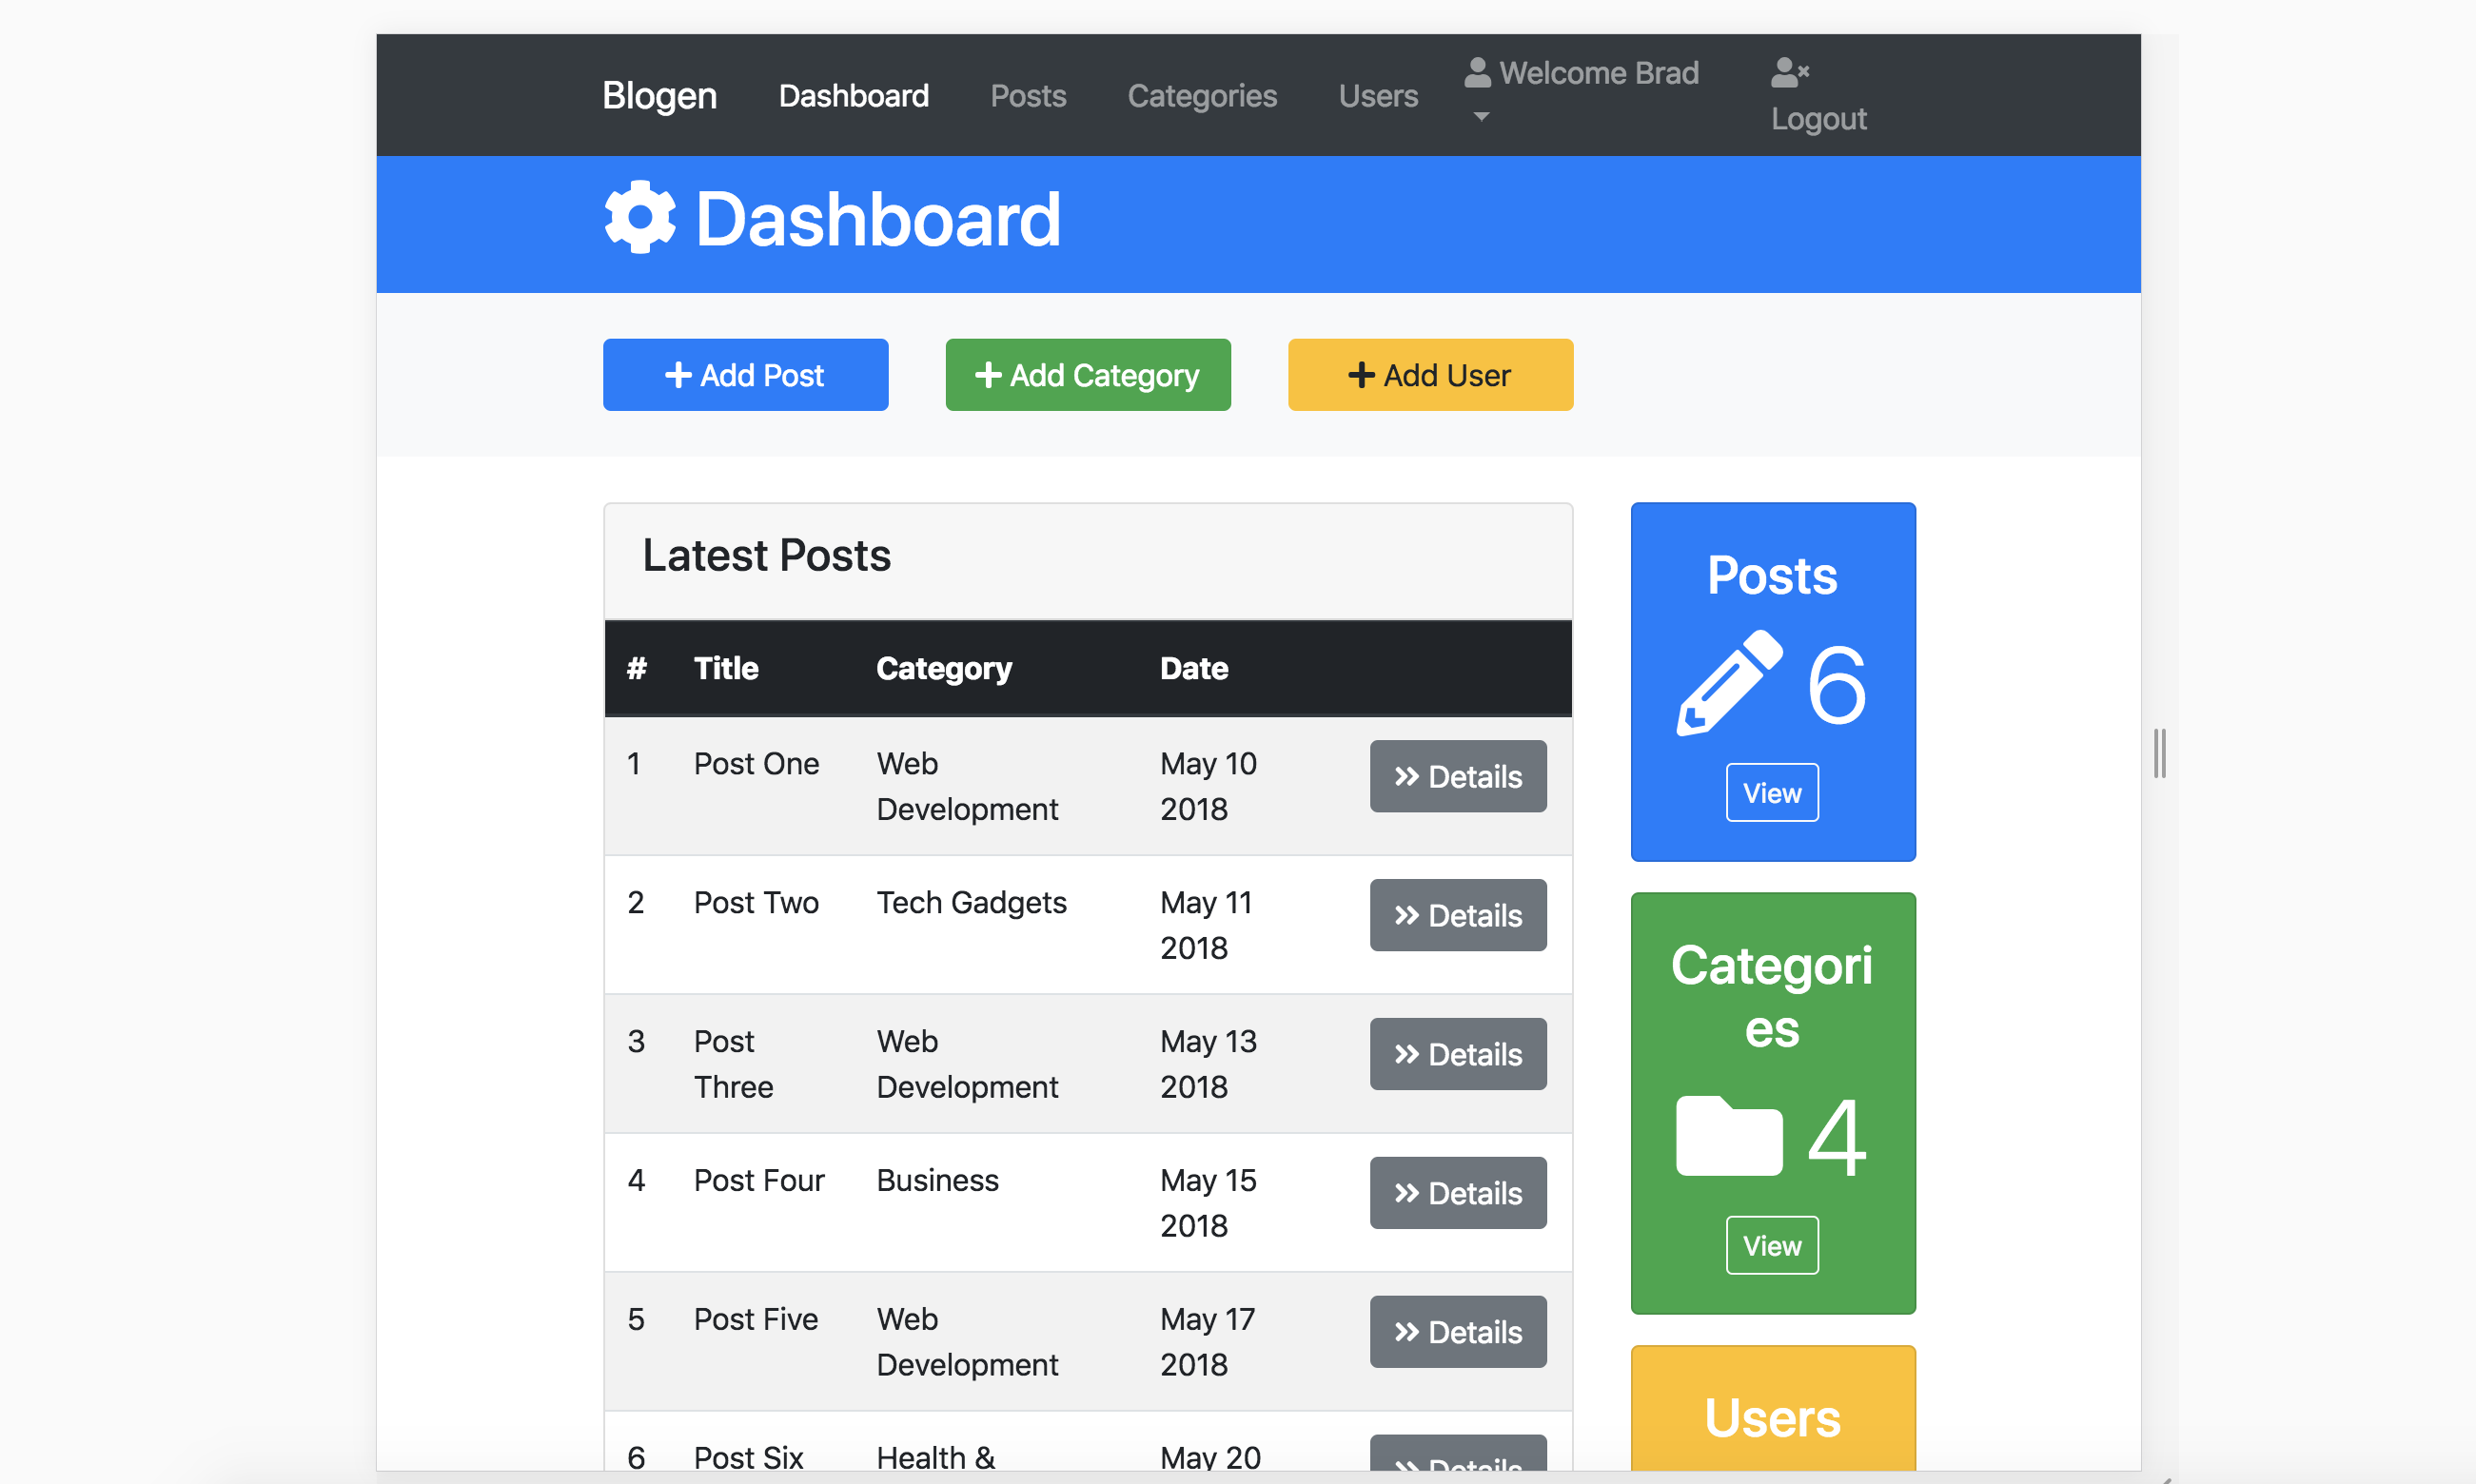 Blogen Dashboard Posts Categories Users Welcome Brad
Logout
Dashboard
Add Post Add Category Add User
Latest Posts
# Title Category Date
1 Post One Web May 10 Details
Development 2018
2 Post Two Tech Gadgets May 11 Details
2018
3 Post Web May 13 Details
Three Development 2018
4 Post Four Business May 15 Details
2018
5 Post Five Web May 17 Details
Development 2018
6 Post Six Health & May 20 Details
Posts
6
View
Categori
es
4
View
Users